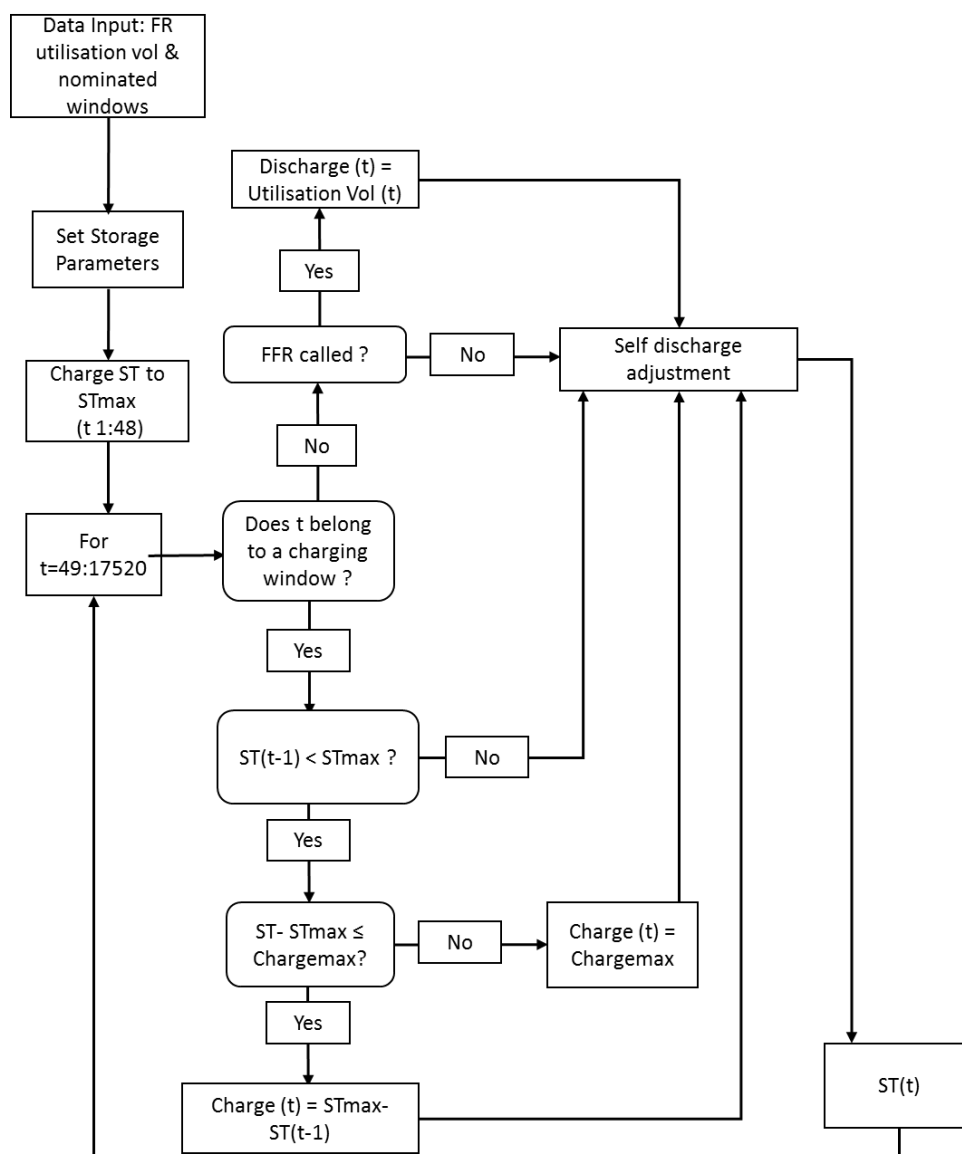 Data Input: FR
utilisation vol &
nominated
windows
Set Storage
Parameters
Charge ST to
STmax
(t 1:48)
For
t=49:17520
Discharge (t) =
Utilisation Vol (t)
Yes
FFR called ?
No
Self discharge
adjustment
No
Does t belong
to a charging
window ?
Yes
ST(t-1) < STmax ?
No
Yes
ST- STmax ≤
Chargemax?
No
Charge (t) =
Chargemax
Yes
Charge (t) = STmax-
ST(t-1)
ST(t)